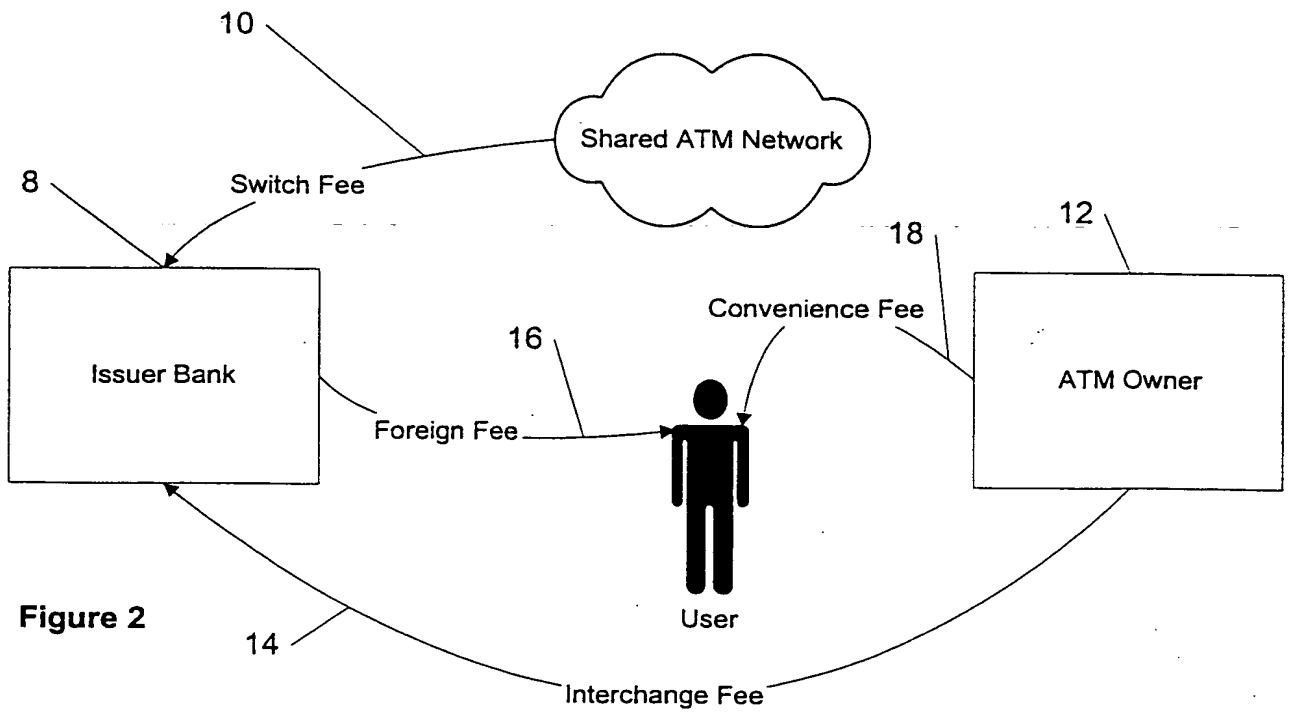 10
Shared ATM Network
8
Switch Fee
12
18
Convenience Fee
16
Issuer Bank
ATM Owner
Foreign Fee
Figure 2
User
14
Interchange Fee